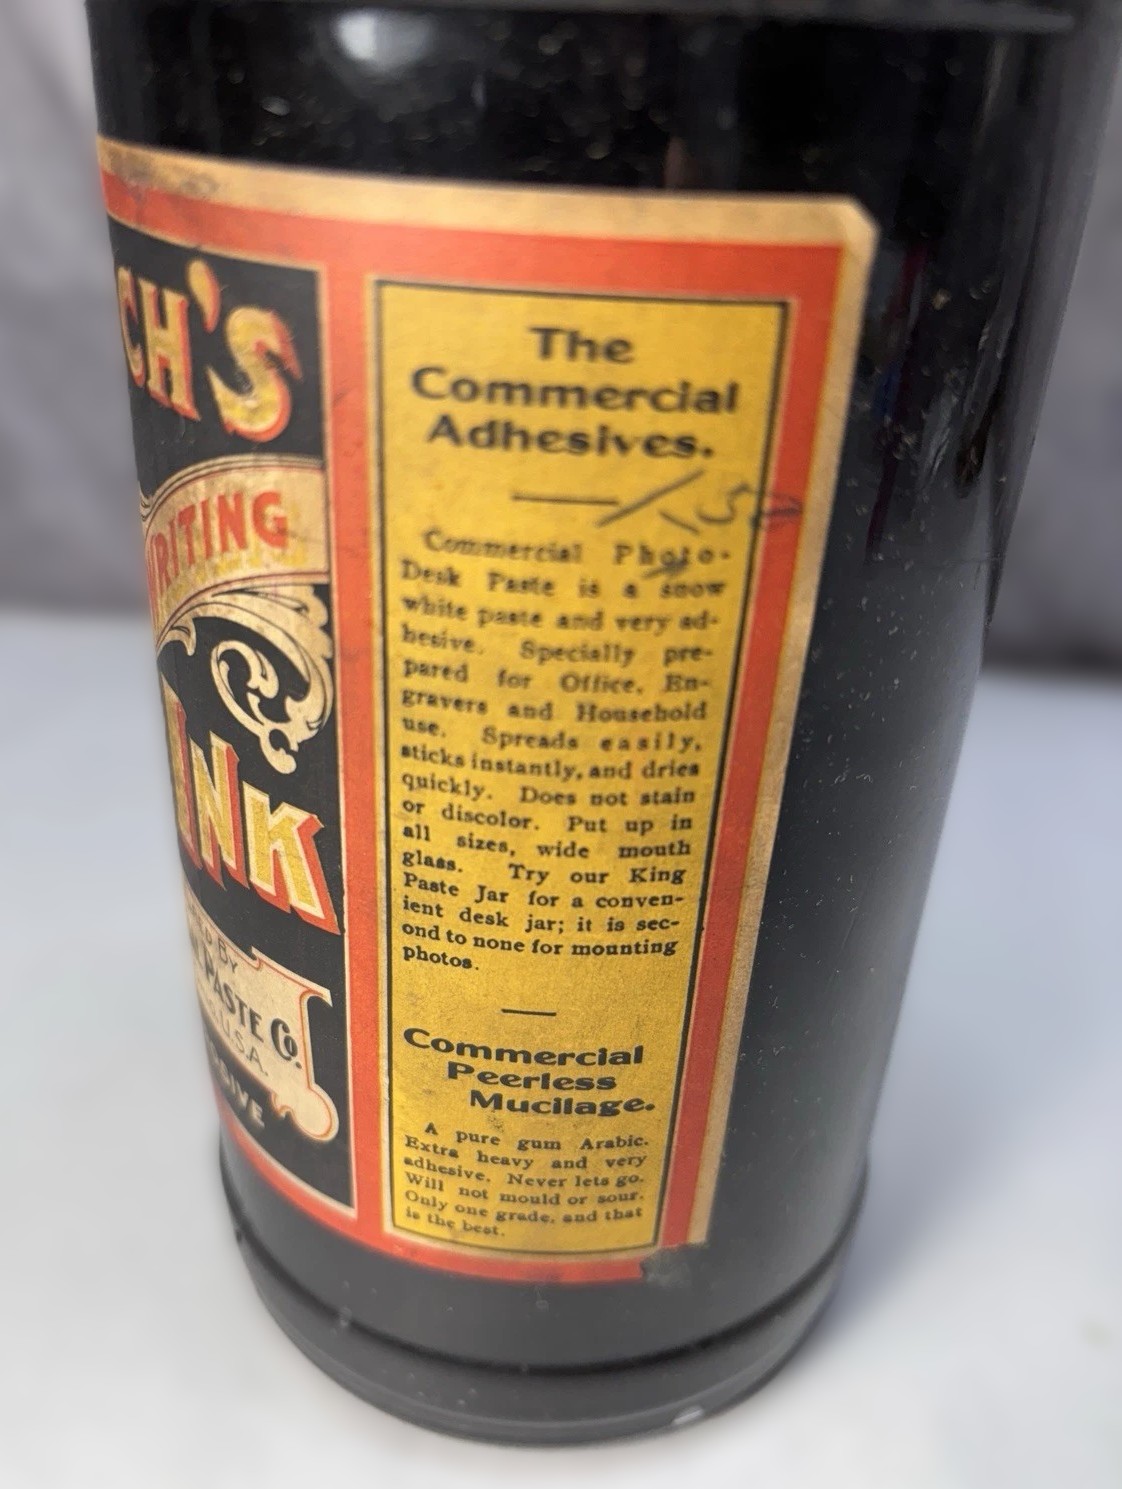 CH'S
RITING
INK
By
PASTE Co.
U.S.A.
SIVE
The
Commercial
Adhesives.
1.50
Commercial Photo-
Desk Paste is a snow
white paste and very ad-
hesive. Specially pre-
pared for Office, En-
gravers and Household
use. Spreads easily,
sticks instantly, and dries
quickly. Does not stain
or discolor. Put up in
all sizes, wide mouth
glass. Try our King
Paste Jar for a conven-
ient desk jar; it is sec-
ond to none for mounting
photos.
Commercial
Peerless
Mucilage.
A pure gum Arabic.
Extra heavy and very
adhesive. Never lets go.
Will not mould or sour.
Only one grade, and that
is the best.